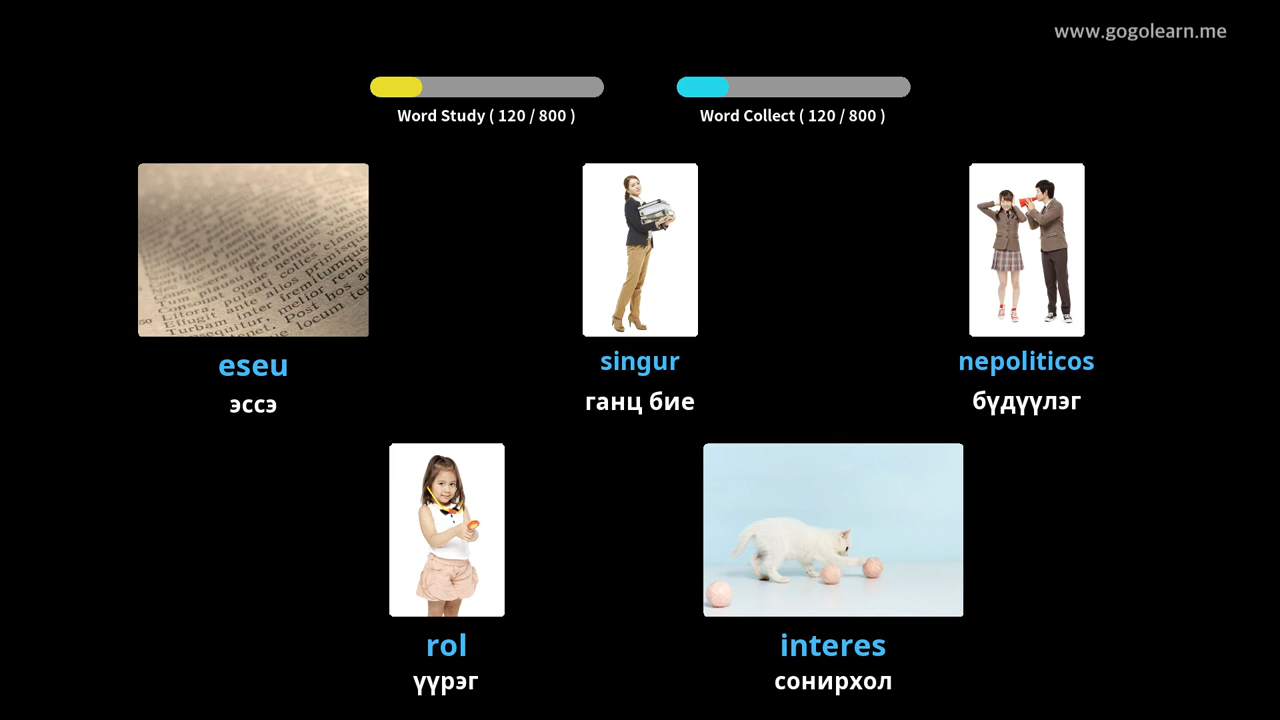 www.gogolearn.me
Word Study ( 120 / 800 )
Word Collect ( 120 / 800 )
eseu
эссэ
singur
ганц бие
nepoliticos
бүдүүлэг
rol
үүрэг
interes
сонирхол